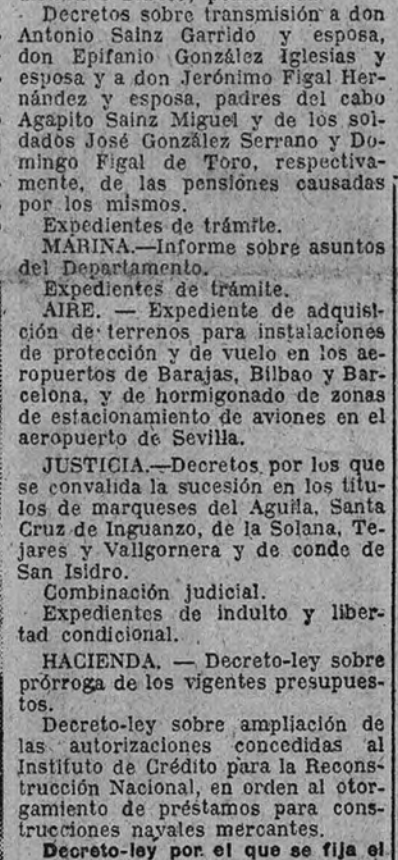 Decretos sobre transmisión a don
Antonio Sainz Garrido y esposa,
don Epifanio González Iglesias y
esposa y a don Jerónimo Figal Her-
nández y esposa, padres del cabo
Agapito Sainz Miguel y de los sol-
dados José González Serrano y Do-
mingo Figal de Toro, respectiva-
mente, de las pensiones causadas
por los mismos.
Expedientes de trámite.
MARINA.—Informe sobre asuntos
del Departamento.
Expedientes de trámite.
AIRE. — Expediente de adquisi-
ción de terrenos para instalaciones
de protección y de vuelo en los ae-
ropuertos de Barajas, Bilbao y Bar-
celona, y de hormigonado de zonas
de estacionamiento de aviones en el
aeropuerto de Sevilla.
JUSTICIA.—Decretos por los que
se convalida la sucesión en los títu-
los de marqueses del Aguila, Santa
Cruz de Inguanzo, de la Solana, Te-
jares y Vallgornera y de conde de
San Isidro.
Combinación judicial.
Expedientes de indulto y liber-
tad condicional.
HACIENDA. — Decreto-ley sobre
prórroga de los vigentes presupues-
tos.
Decreto-ley sobre ampliación de
las autorizaciones concedidas al
Instituto de Crédito para la Recons-
trucción Nacional, en orden al otor-
gamiento de préstamos para cons-
trucciones navales mercantes.
Decreto-ley por el que se fija el